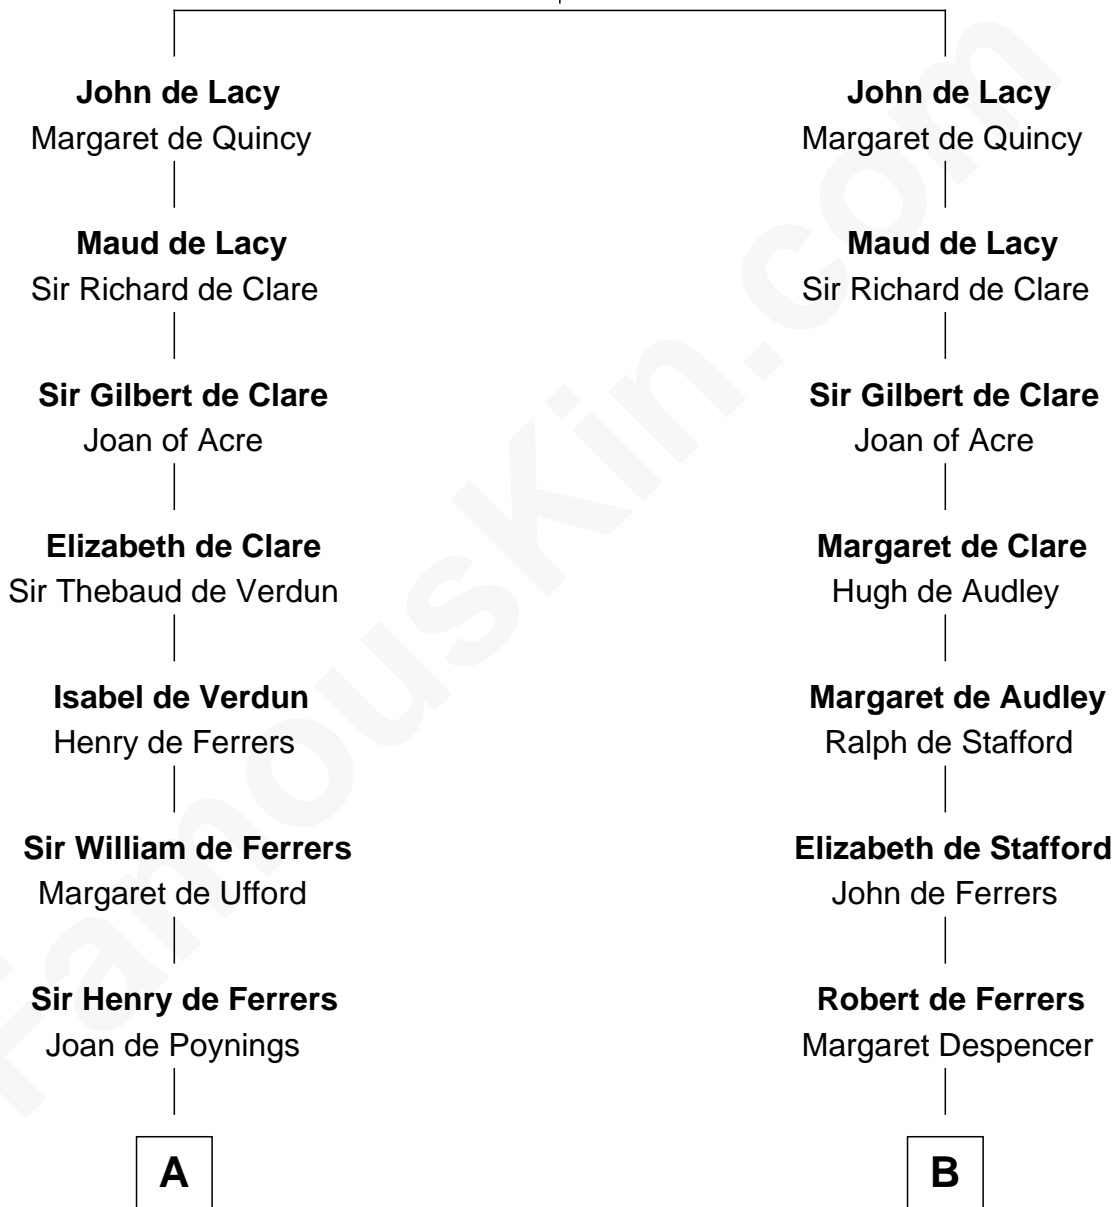 John de Lacy
Margaret de Quincy
Maud de Lacy
Sir Richard de Clare
Sir Gilbert de Clare
Joan of Acre
Elizabeth de Clare
Sir Thebaud de Verdun
Isabel de Verdun
Henry de Ferrers
Sir William de Ferrers
Margaret de Ufford
Sir Henry de Ferrers
Joan de Poynings
A
John de Lacy
Margaret de Quincy
Maud de Lacy
Sir Richard de Clare
Sir Gilbert de Clare
Joan of Acre
Margaret de Clare
Hugh de Audley
Margaret de Audley
Ralph de Stafford
Elizabeth de Stafford
John de Ferrers
Robert de Ferrers
Margaret Despencer
B
FamousKin.com